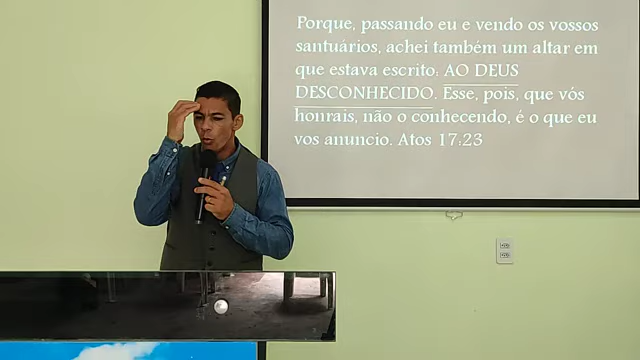 Porque, passando eu e vendo os vossos
santuários, achei também um altar em
que estava escrito: AO DEUS
DESCONHECIDO. Esse, pois, que vós
honrais, não o conhecendo, é o que eu
vos anuncio. Atos 17:23